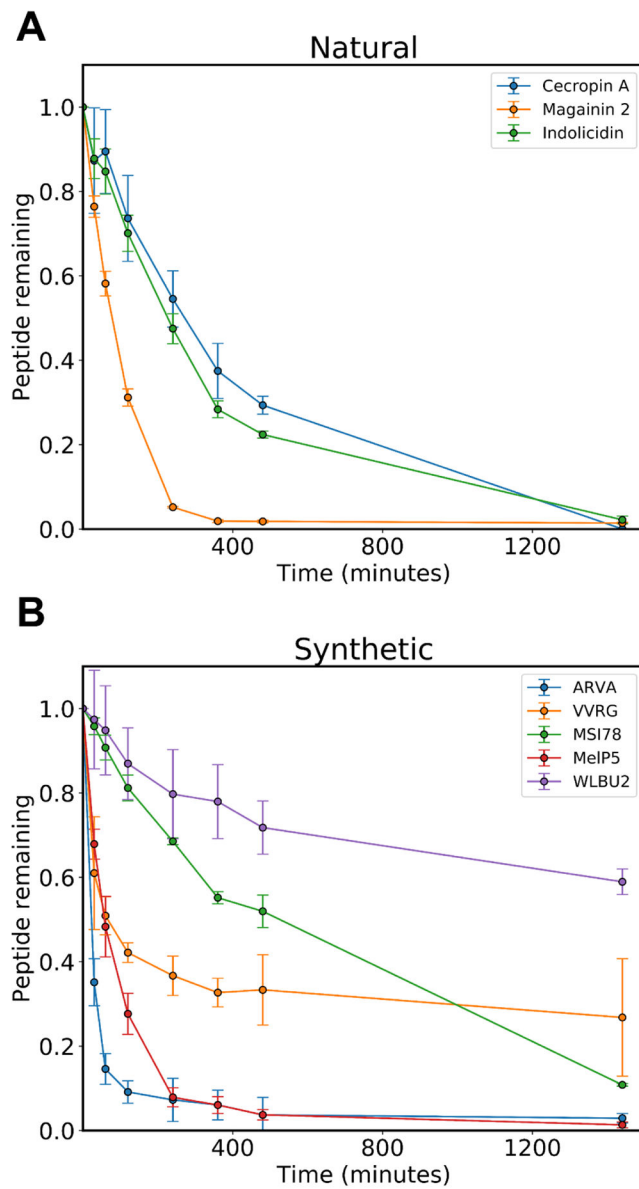 A
Natural
Cecropin A
Magainin 2
Indolicidin
1.0
0.8
0.6
0.4
0.2
0.0
Peptide remaining
400
800
1200
Time (minutes)
B
Synthetic
ARVA
VVRG
MSI78
MelP5
WLBU2
1.0
0.8
0.6
0.4
0.2
0.0
Peptide remaining
400
800
1200
Time (minutes)